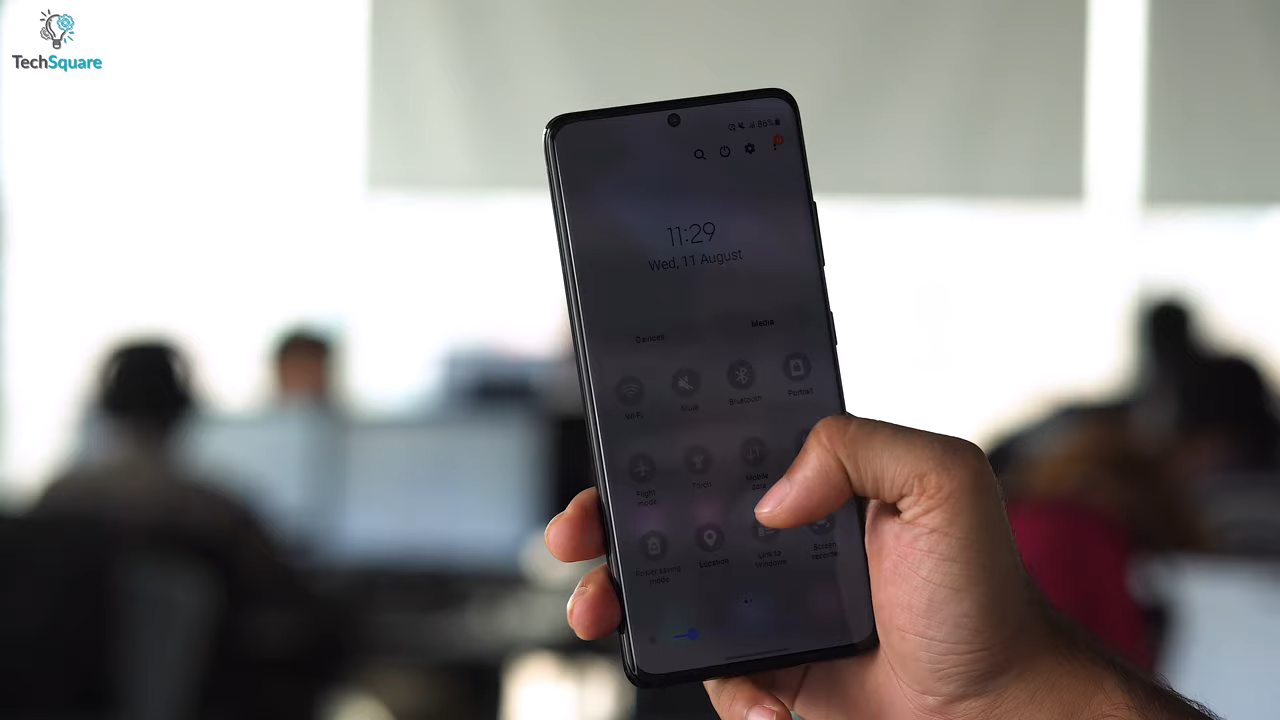 TechSquare
86%
11:29
Wed, 11 August
Devices
Media
Wi-Fi
Mute
Bluetooth
Portrait
Flight
mode
Torch
Mobile
data
Power saving
mode
Location
Link to
Windows
Screen
recorder